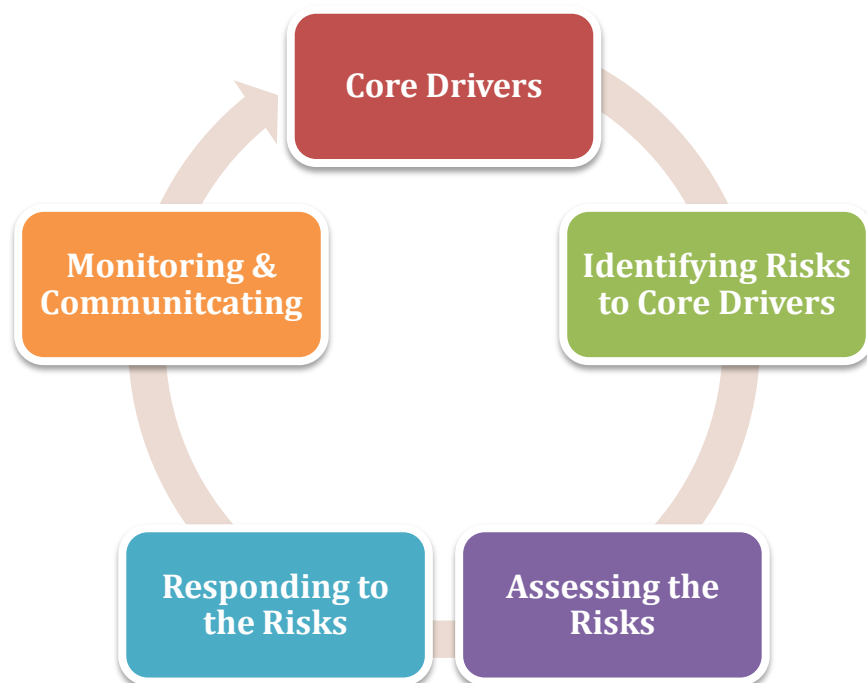 Core Drivers
Identifying Risks
to Core Drivers
Assessing the
Risks
Responding to
the Risks
Monitoring &
Communitcating